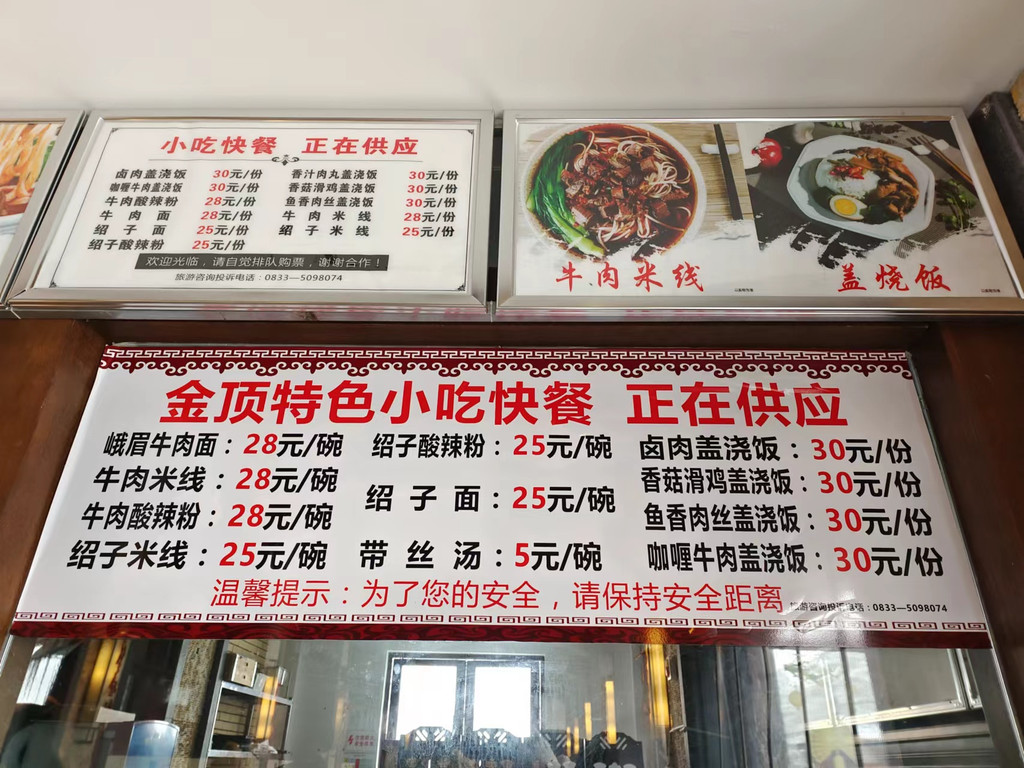 小吃快餐 正在供应
卤肉盖浇饭 30元/份 香汁肉丸盖浇饭 30元/份
咖喱牛肉盖浇饭 30元/份 香菇滑鸡盖浇饭 30元/份
牛肉酸辣粉 28元/份 鱼香肉丝盖浇饭 30元/份
牛肉面 28元/份 牛肉米线 28元/份
绍子面 25元/份 绍子米线 25元/份
绍子酸辣粉 25元/份
欢迎光临，请自觉排队购票，谢谢合作！
旅游咨询投诉电话：0833—5098074
牛肉米线
盖烧饭
金顶特色小吃快餐 正在供应
峨眉牛肉面：28元/碗 绍子酸辣粉：25元/碗 卤肉盖浇饭：30元/份
牛肉米线：28元/碗 绍子面：25元/碗 香菇滑鸡盖浇饭：30元/份
牛肉酸辣粉：28元/碗 鱼香肉丝盖浇饭：30元/份
绍子米线：25元/碗 带丝汤：5元/碗 咖喱牛肉盖浇饭：30元/份
温馨提示：为了您的安全，请保持安全距离
旅游咨询投诉电话：0833—5098074